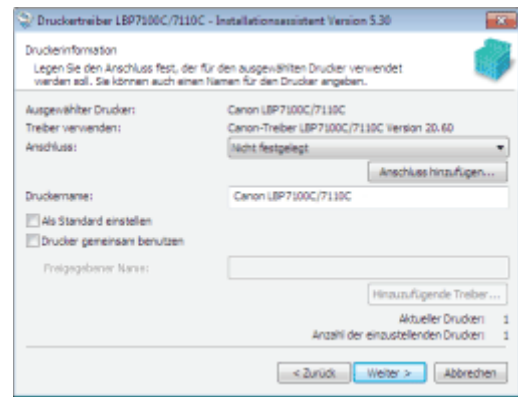 Druckertreiber LBP7100C/7110C - Installationsassistent Version 5.30
Druckerinformation
Legen Sie den Anschluss fest, der für den ausgewählten Drucker verwendet
werden soll. Sie können auch einen Namen für den Drucker angeben.
Ausgewählter Drucker: Canon LBP7100C/7110C
Treiber verwenden: Canon-Treiber LBP7100C/7110C Version 20.60
Anschluss: Nicht festgelegt
Anschluss hinzufügen...
Druckername: Canon LBP7100C/7110C
Als Standard einstellen
Drucker gemeinsam benutzen
Freigegebener Name:
Hinzuzufügende Treiber...
Aktueller Drucker: 1
Anzahl der einzustellenden Drucker: 1
< Zurück Weiter > Abbrechen